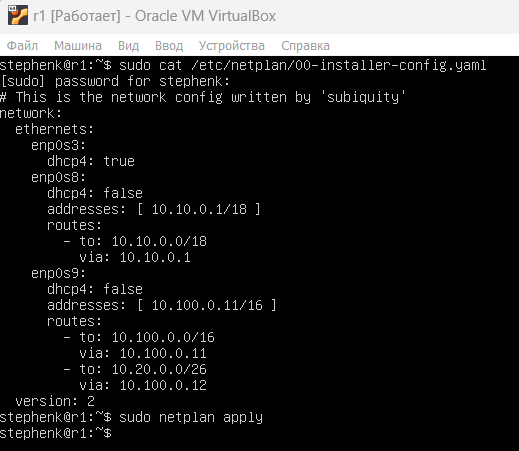 r1 [Работает] - Oracle VM VirtualBox
Файл Машина Вид Ввод Устройства Справка
stephenk@r1:~$ sudo cat /etc/netplan/00-installer-config.yaml
[sudo] password for stephenk:
# This is the network config written by 'subiquity'
network:
  ethernets:
    enp0s3:
      dhcp4: true
    enp0s8:
      dhcp4: false
      addresses: [ 10.10.0.1/18 ]
      routes:
        - to: 10.10.0.0/18
          via: 10.10.0.1
    enp0s9:
      dhcp4: false
      addresses: [ 10.100.0.11/16 ]
      routes:
        - to: 10.100.0.0/16
          via: 10.100.0.11
        - to: 10.20.0.0/26
          via: 10.100.0.12
  version: 2
stephenk@r1:~$ sudo netplan apply
stephenk@r1:~$